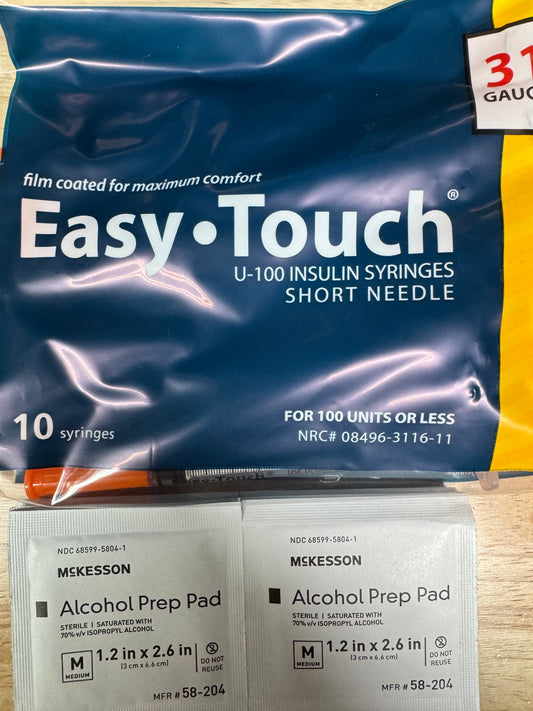 31
GAUG
film coated for maximum comfort
Easy•Touch®
U-100 INSULIN SYRINGES
SHORT NEEDLE
10 syringes
FOR 100 UNITS OR LESS
NRC# 08496-3116-11
NDC 68599-5804-1
McKESSON
Alcohol Prep Pad
STERILE | SATURATED WITH
70% v/v ISOPROPYL ALCOHOL
M
MEDIUM
1.2 in x 2.6 in
(3 cm x 6.6 cm)
DO NOT
REUSE
MFR # 58-204
NDC 68599-5804-1
McKESSON
Alcohol Prep Pad
STERILE | SATURATED WITH
70% v/v ISOPROPYL ALCOHOL
M
MEDIUM
1.2 in x 2.6 in
(3 cm x 6.6 cm)
DO NOT
REUSE
MFR # 58-204